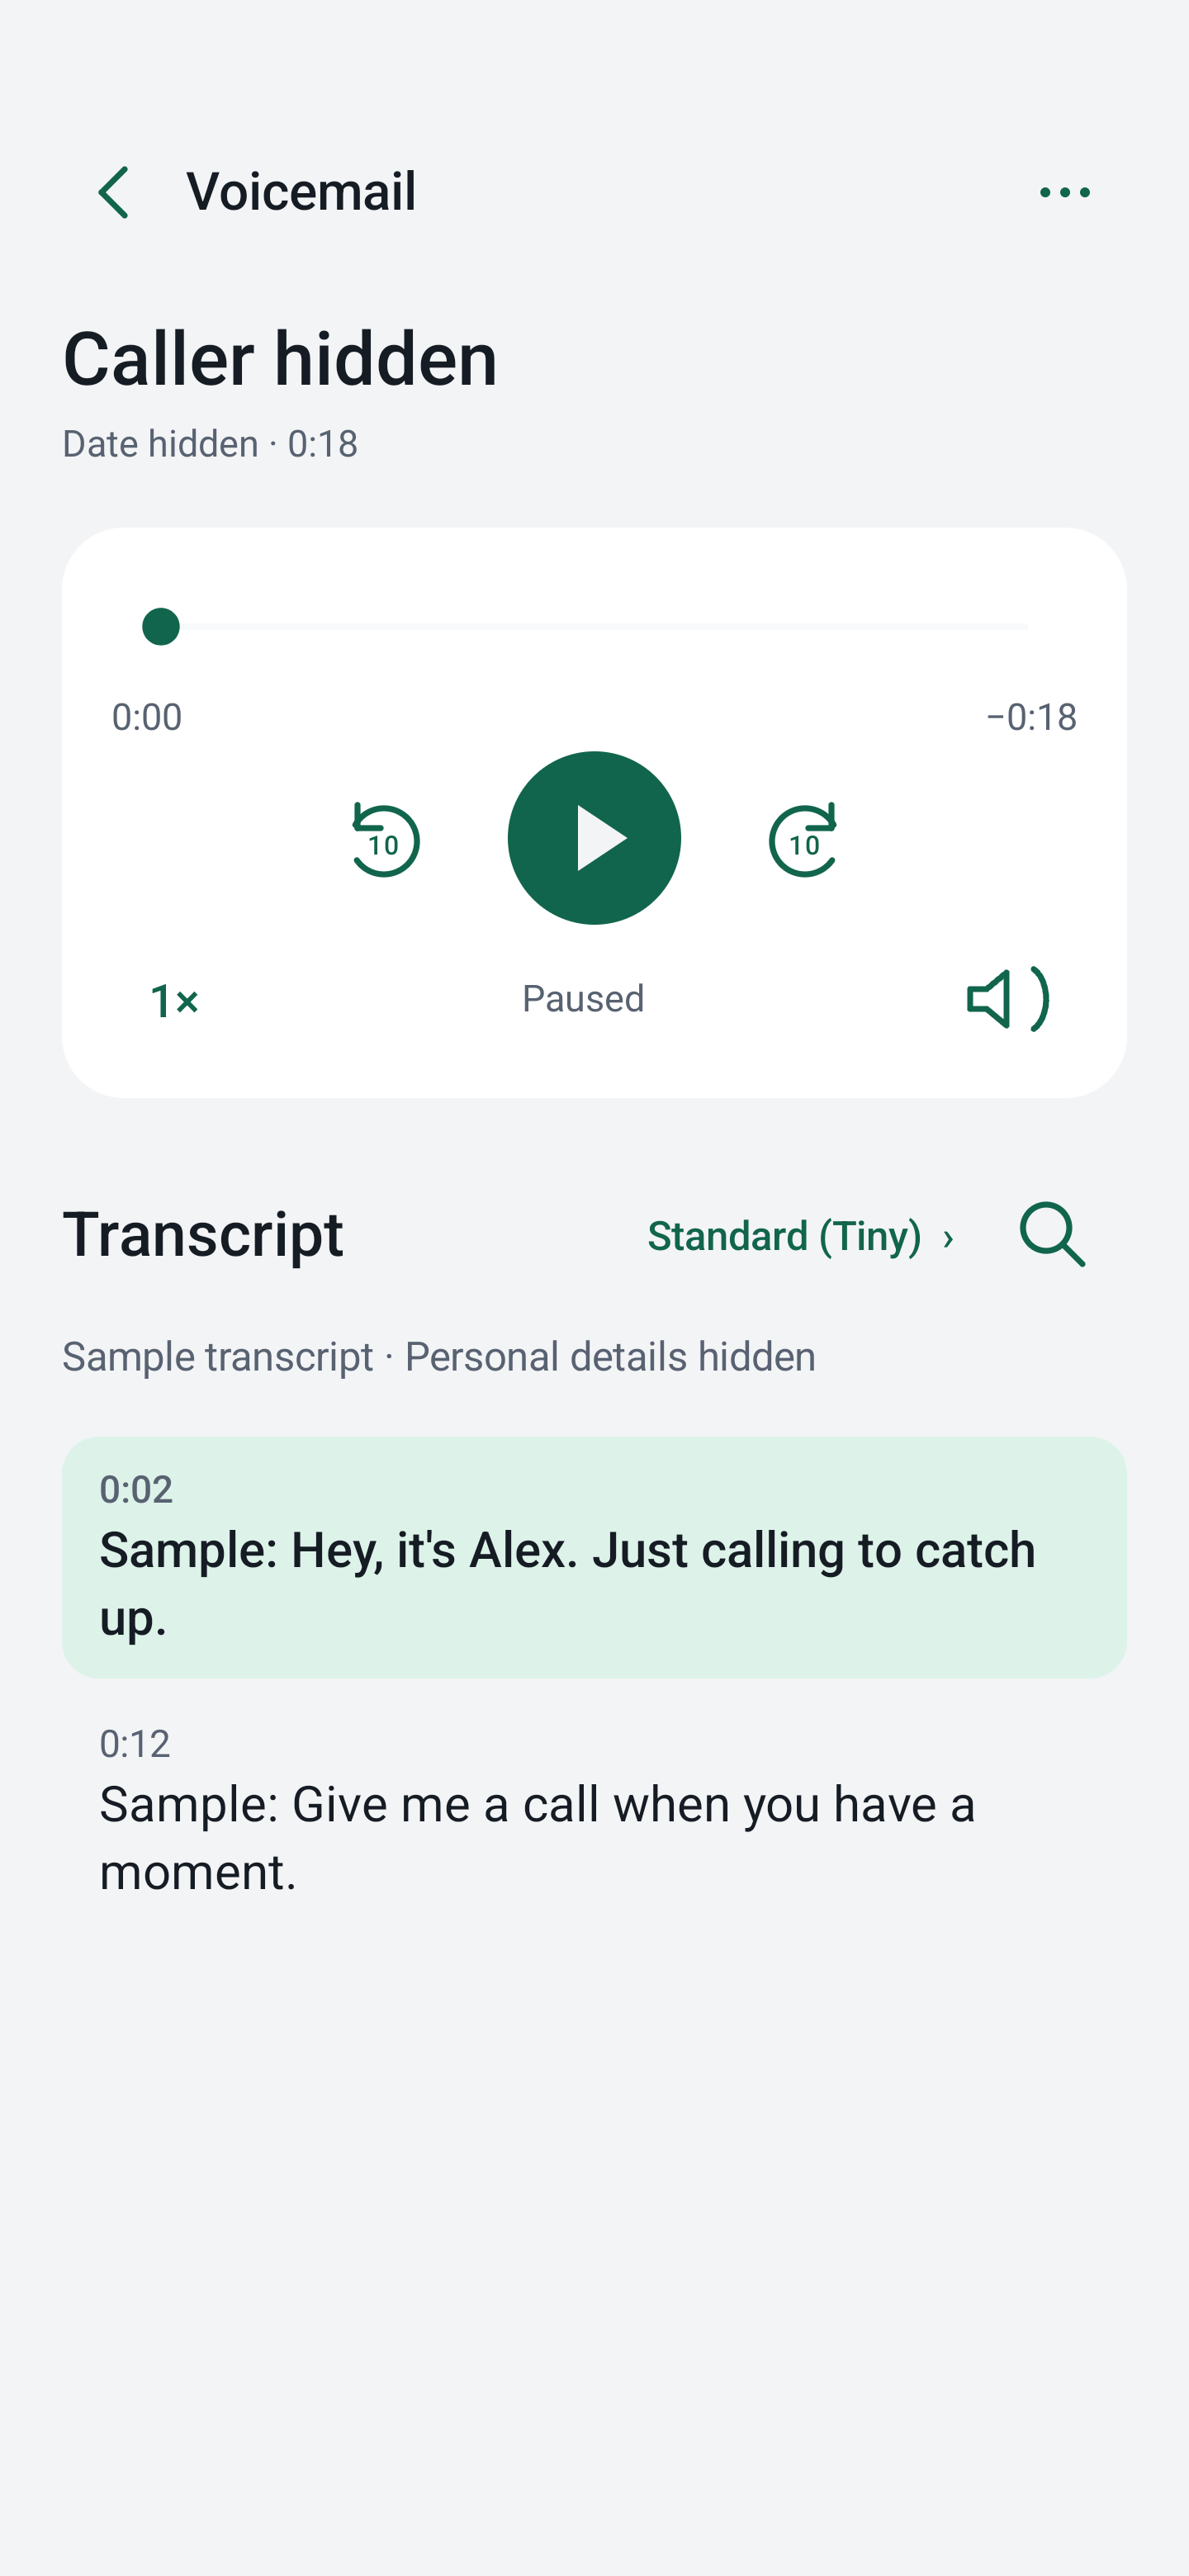 Voicemail
Caller hidden
Date hidden · 0:18
0:00
−0:18
10
10
1×
Paused
Transcript
Standard (Tiny) ›
Sample transcript · Personal details hidden
0:02
Sample: Hey, it's Alex. Just calling to catch
up.
0:12
Sample: Give me a call when you have a
moment.